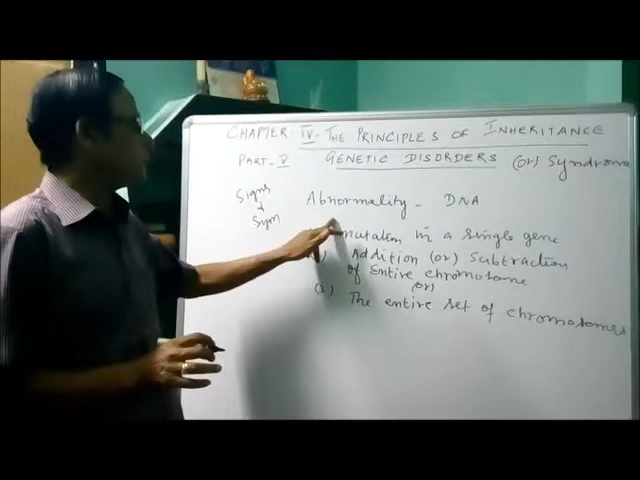 CHAPTER IV - THE PRINCIPLES OF INHERITANCE
PART - V GENETIC DISORDERS (or) Syndrome
Signs
&
Sym
Abnormality - DNA
mutation in a single gene
Addition (or) Subtraction
of Entire chromosome
(or)
(3) The entire set of chromosomes